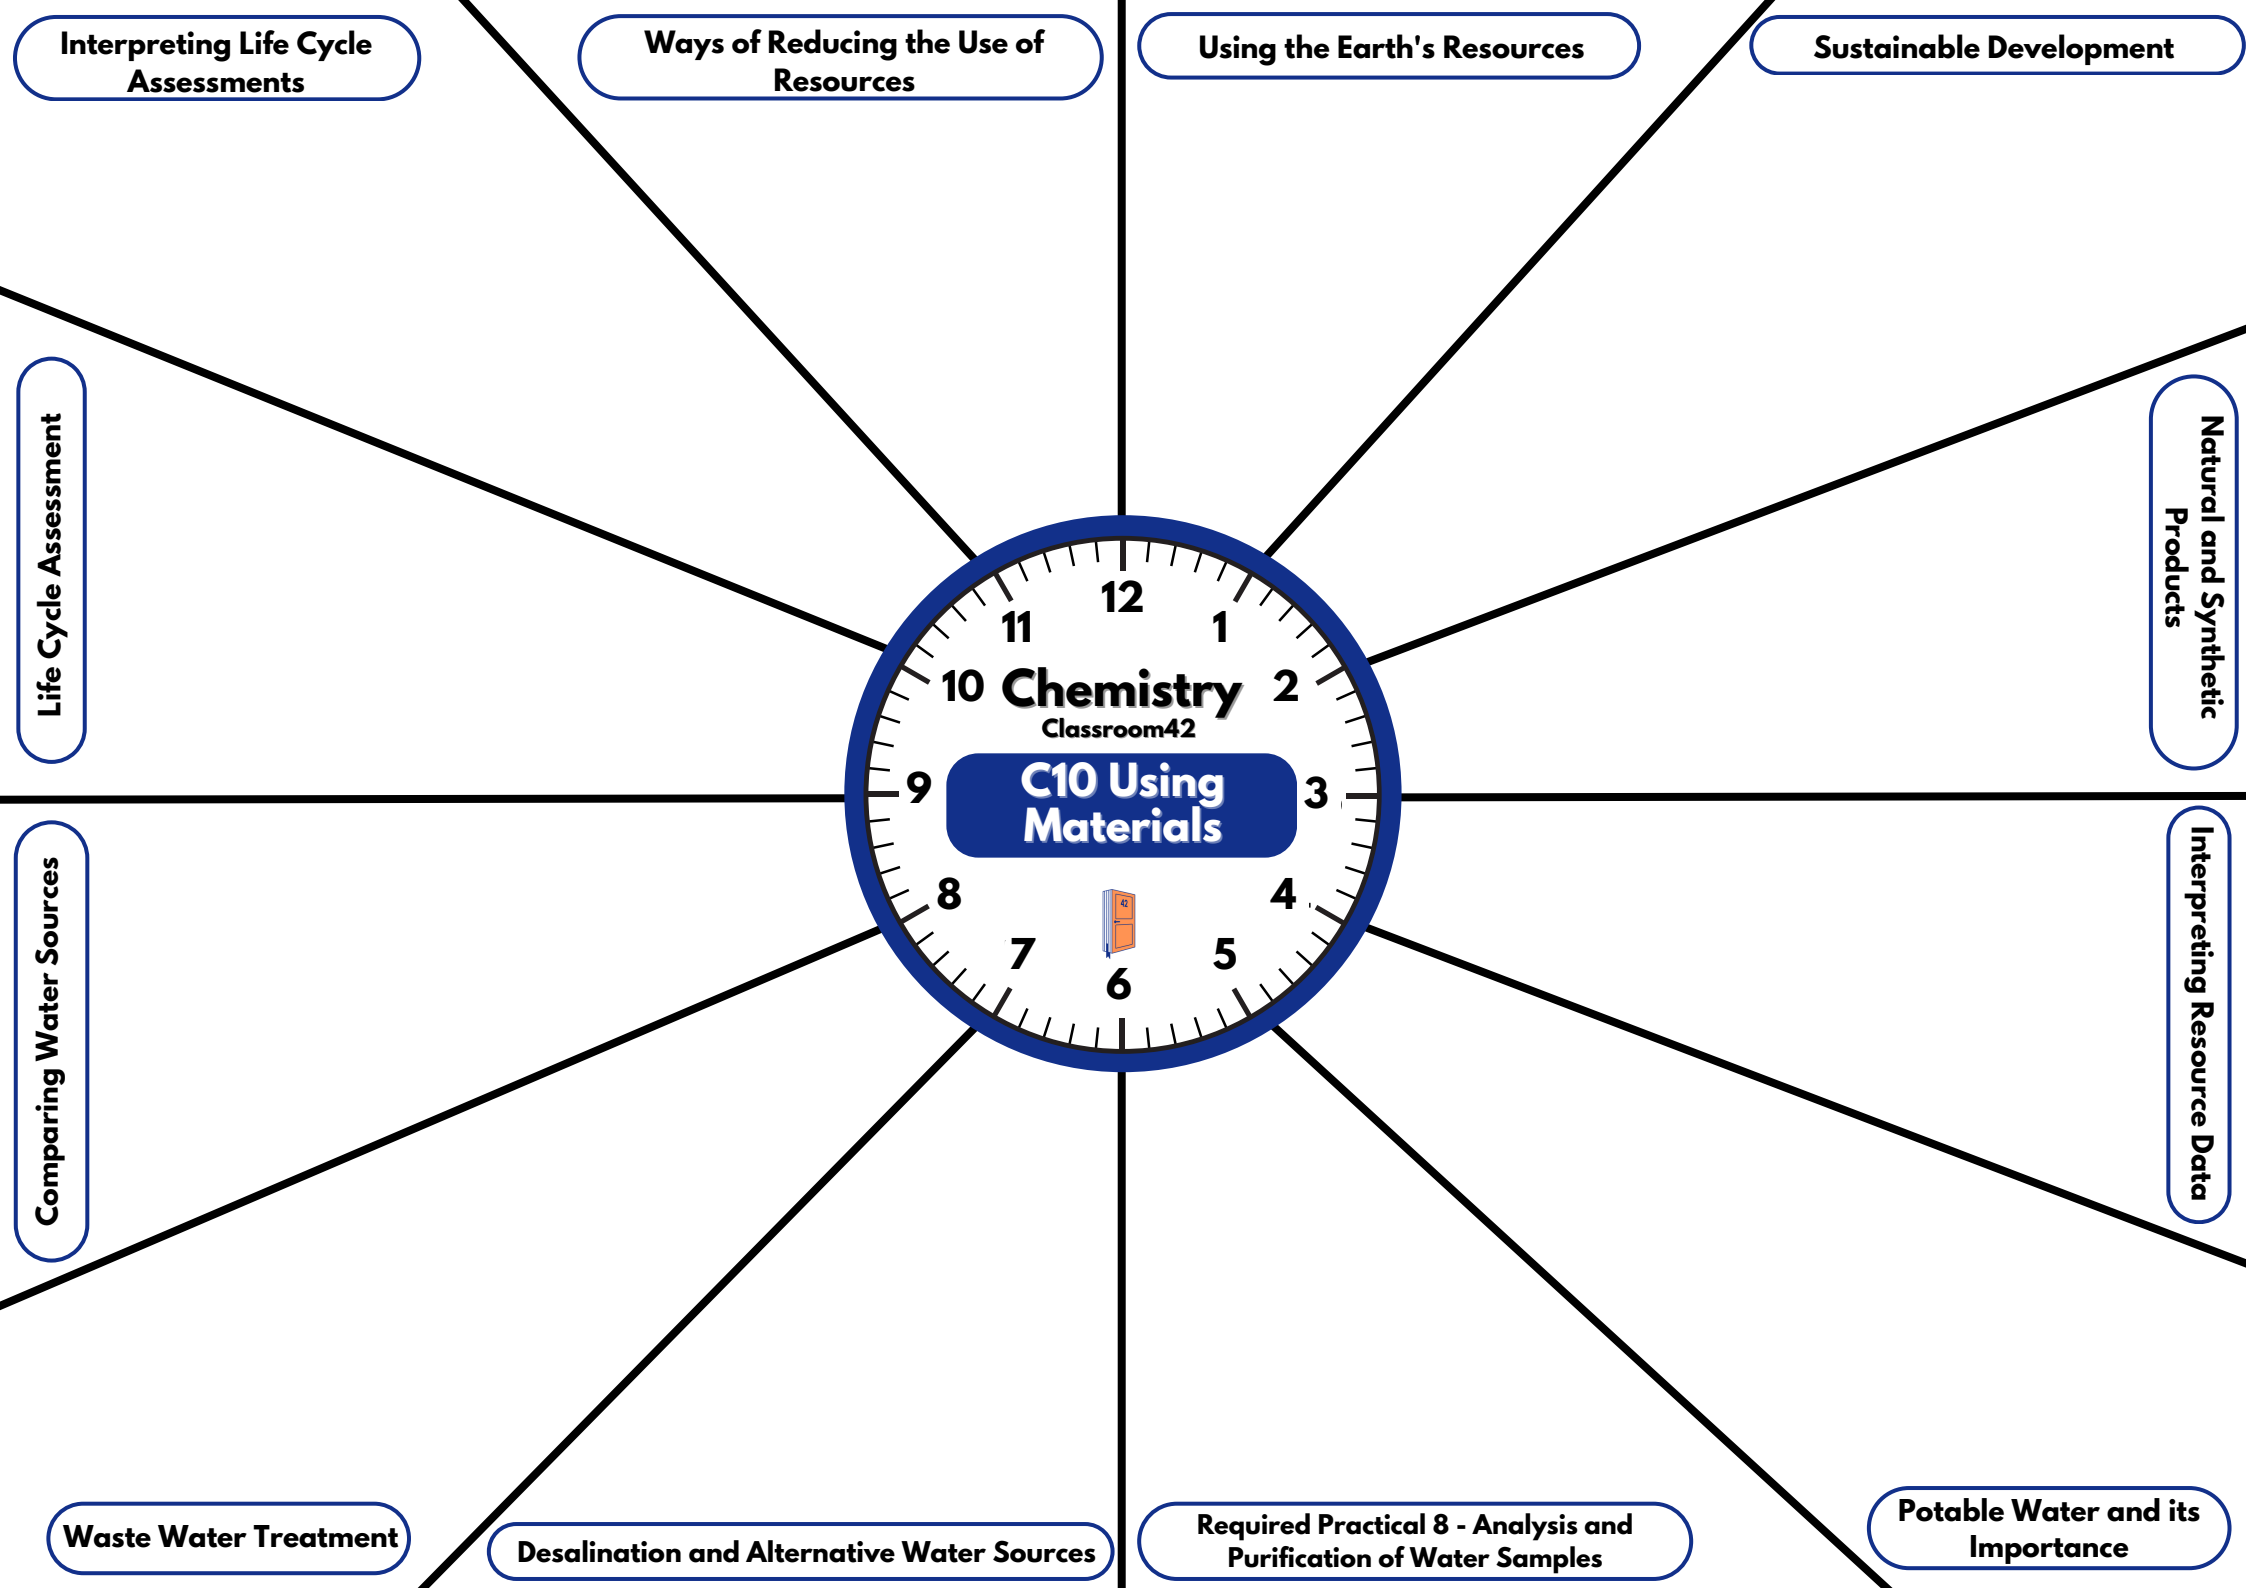 Interpreting Life Cycle
Assessments
Ways of Reducing the Use of
Resources
Using the Earth's Resources
Sustainable Development
Natural and Synthetic
Products
Interpreting Resource Data
Potable Water and its
Importance
Required Practical 8 - Analysis and
Purification of Water Samples
Desalination and Alternative Water Sources
Waste Water Treatment
Comparing Water Sources
Life Cycle Assessment
12
1
2
3
4
5
6
7
8
9
10
11
Chemistry
Classroom42
C10 Using
Materials
42